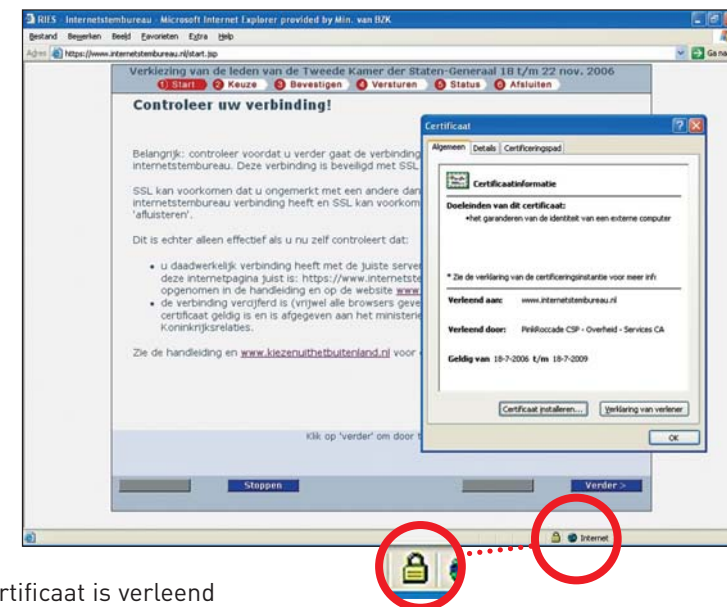 RIES - Internetstembureau - Microsoft Internet Explorer provided by Min. van BZK
Bestand Bewerken Beeld Favorieten Extra Help
Adres https://www.internetstembureau.nl/start.jsp Ga na
Verkiezing van de leden van de Tweede Kamer der Staten-Generaal 18 t/m 22 nov. 2006
1 Start 2 Keuze 3 Bevestigen 4 Versturen 5 Status 6 Afsluiten
Controleer uw verbinding!
Belangrijk: controleer voordat u verder gaat de verbinding
internetstembureau. Deze verbinding is beveiligd met SSL
SSL kan voorkomen dat u ongemerkt met een andere dan
internetstembureau verbinding heeft en SSL kan voorkom
'afluisteren'.
Dit is echter alleen effectief als u nu zelf controleert dat:
• u daadwerkelijk verbinding heeft met de juiste server
deze internetpagina juist is: https://www.internetste
opgenomen in de handleiding en op de website www.
• de verbinding vercijferd is (vrijwel alle browsers geve
certificaat geldig is en is afgegeven aan het ministerie
Koninkrijksrelaties.
Zie de handleiding en www.kiezenuithetbuitenland.nl voor
Klik op 'verder' om door t
Stoppen Verder >
Certificaat
Algemeen Details Certificeringspad
Certificaatinformatie
Doeleinden van dit certificaat:
•het garanderen van de identiteit van een externe computer
* Zie de verklaring van de certificeringsinstantie voor meer info
Verleend aan: www.internetstembureau.nl
Verleend door: PinkRoccade CSP - Overheid - Services CA
Geldig van 18-7-2006 t/m 18-7-2009
Certificaat installeren... Verklaring van verlener
OK
Internet
rtificaat is verleend